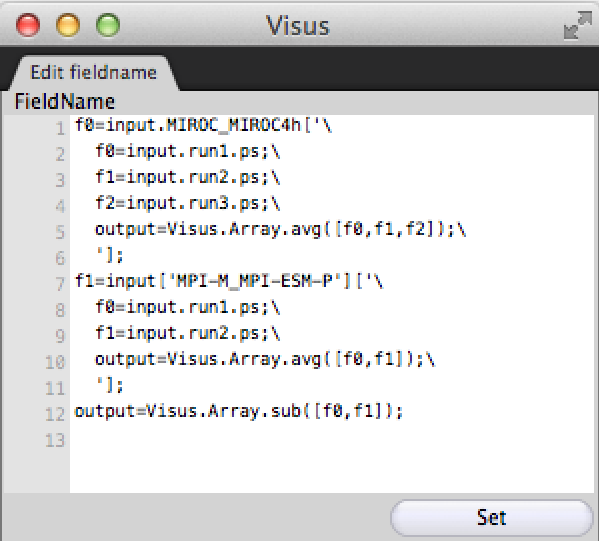 Visus
Edit fieldname
FieldName
1 f0=input.MIROC_MIROC4h['\
2   f0=input.run1.ps;\
3   f1=input.run2.ps;\
4   f2=input.run3.ps;\
5   output=Visus.Array.avg([f0,f1,f2]);\
6   '];
7 f1=input['MPI-M_MPI-ESM-P']['\
8   f0=input.run1.ps;\
9   f1=input.run2.ps;\
10   output=Visus.Array.avg([f0,f1]);\
11   '];
12 output=Visus.Array.sub([f0,f1]);
13
Set